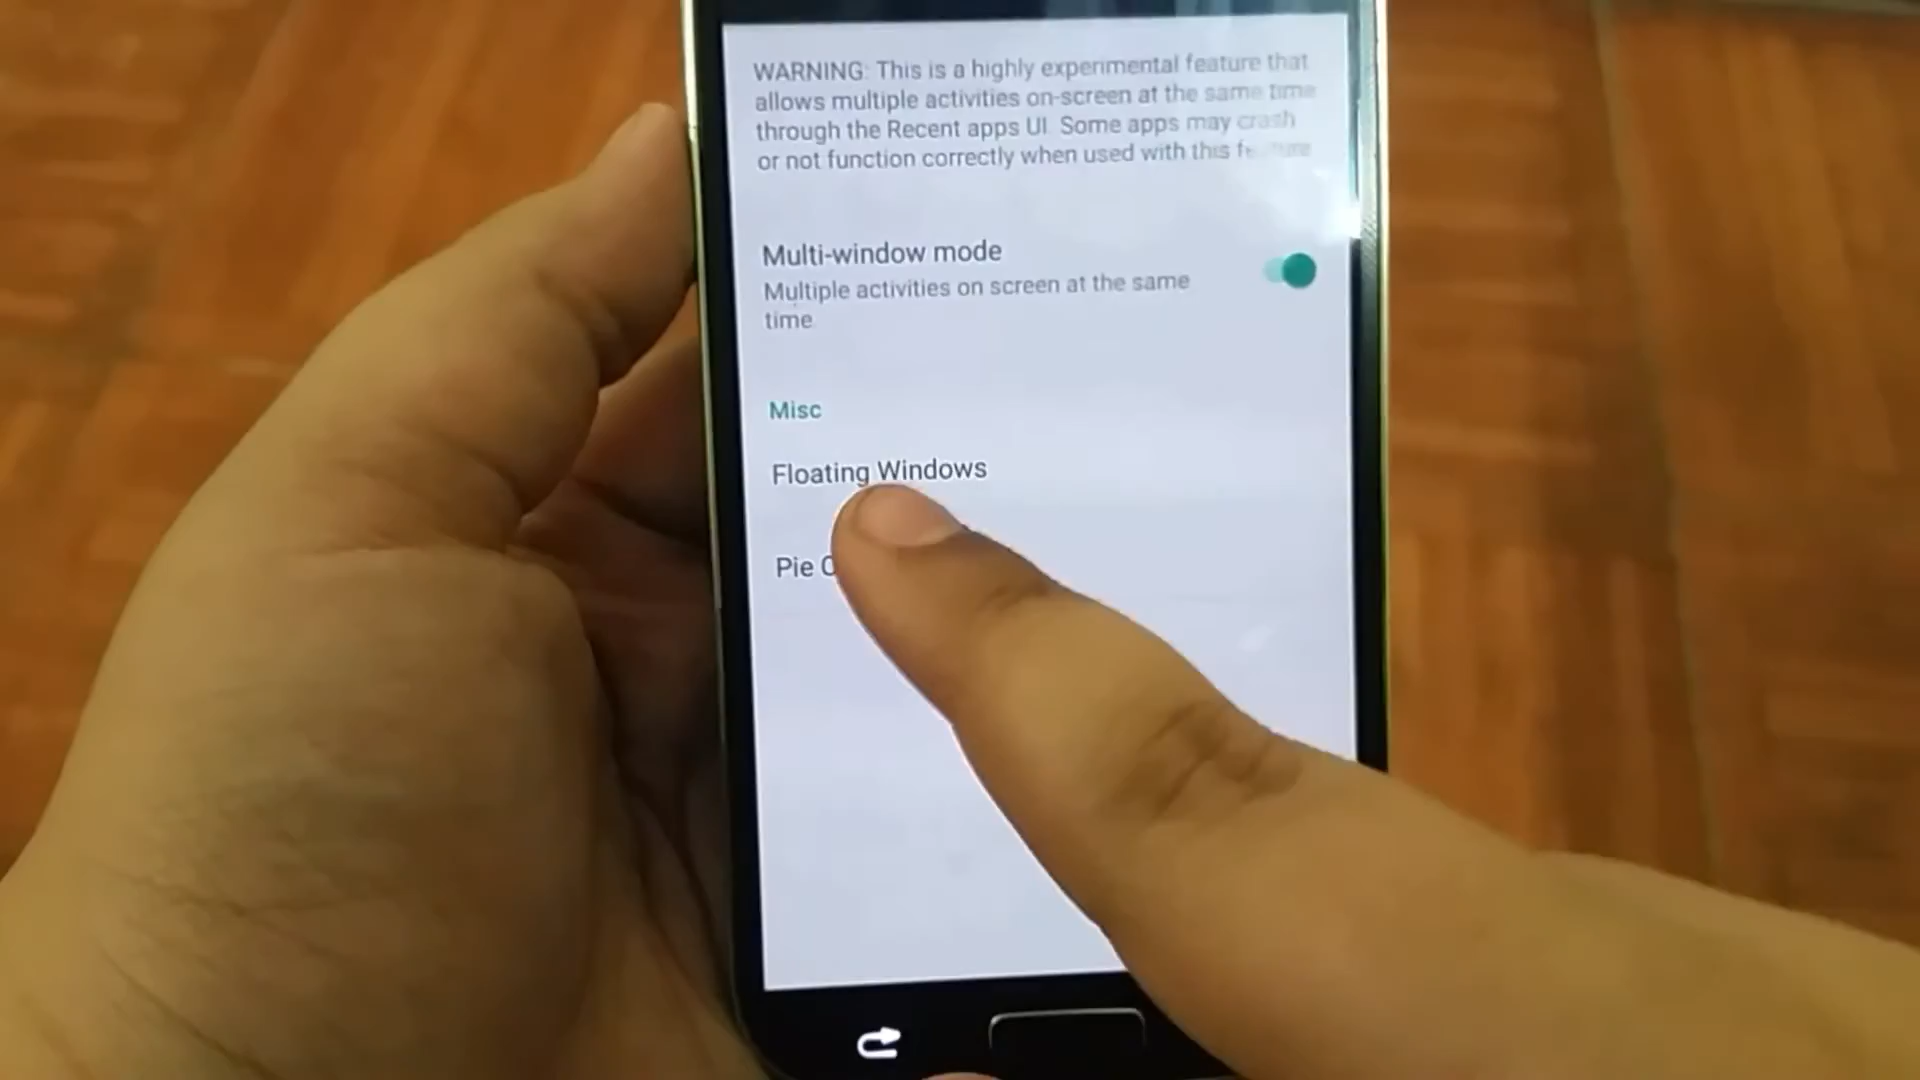 WARNING: This is a highly experimental feature that
allows multiple activities on-screen at the same time
through the Recent apps UI. Some apps may crash
or not function correctly when used with this feature
Multi-window mode
Multiple activities on screen at the same
time
Misc
Floating Windows
Pie